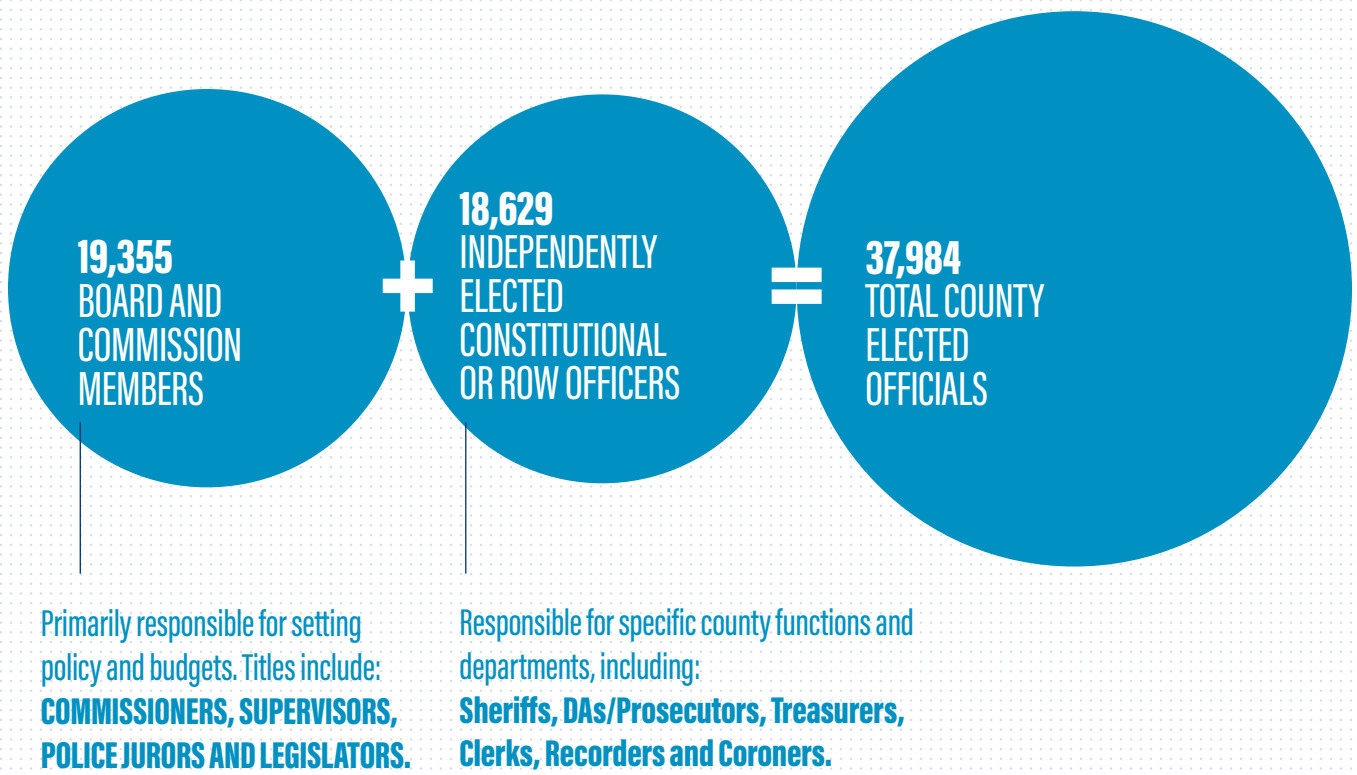 19,355
BOARD AND
COMMISSION
MEMBERS
+
18,629
INDEPENDENTLY
ELECTED
CONSTITUTIONAL
OR ROW OFFICERS
=
37,984
TOTAL COUNTY
ELECTED
OFFICIALS
Primarily responsible for setting
policy and budgets. Titles include:
COMMISSIONERS, SUPERVISORS,
POLICE JURORS AND LEGISLATORS.
Responsible for specific county functions and
departments, including:
Sheriffs, DAs/Prosecutors, Treasurers,
Clerks, Recorders and Coroners.